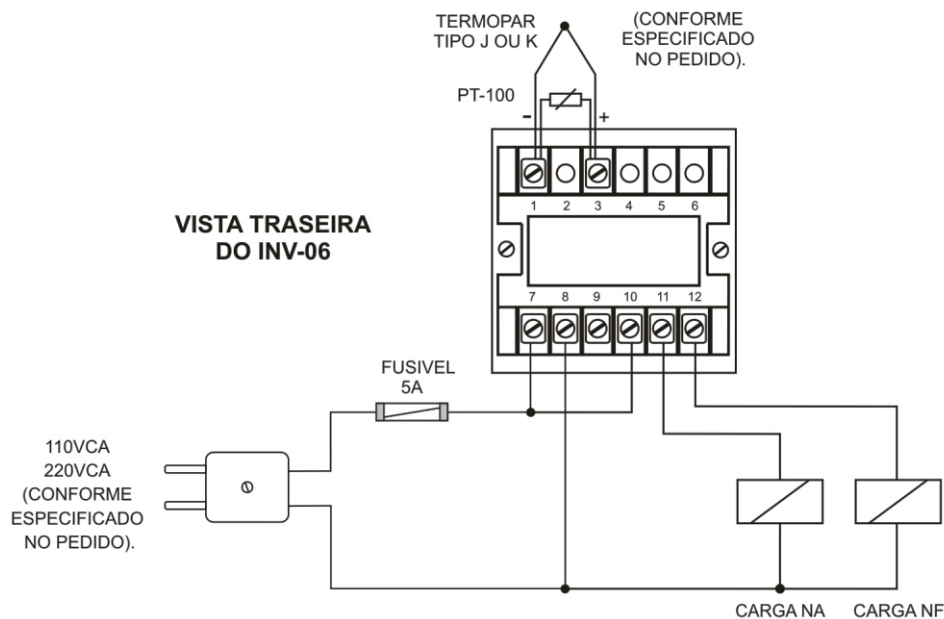 TERMOPAR
TIPO J OU K
(CONFORME
ESPECIFICADO
NO PEDIDO).
PT-100
- +
1 2 3 4 5 6
VISTA TRASEIRA
DO INV-06
7 8 9 10 11 12
FUSIVEL
5A
110VCA
220VCA
(CONFORME
ESPECIFICADO
NO PEDIDO).
CARGA NA CARGA NF